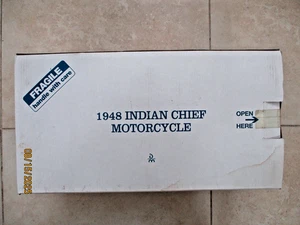 FRAGILE
handle with care
1948 INDIAN CHIEF
MOTORCYCLE
OPEN
HERE